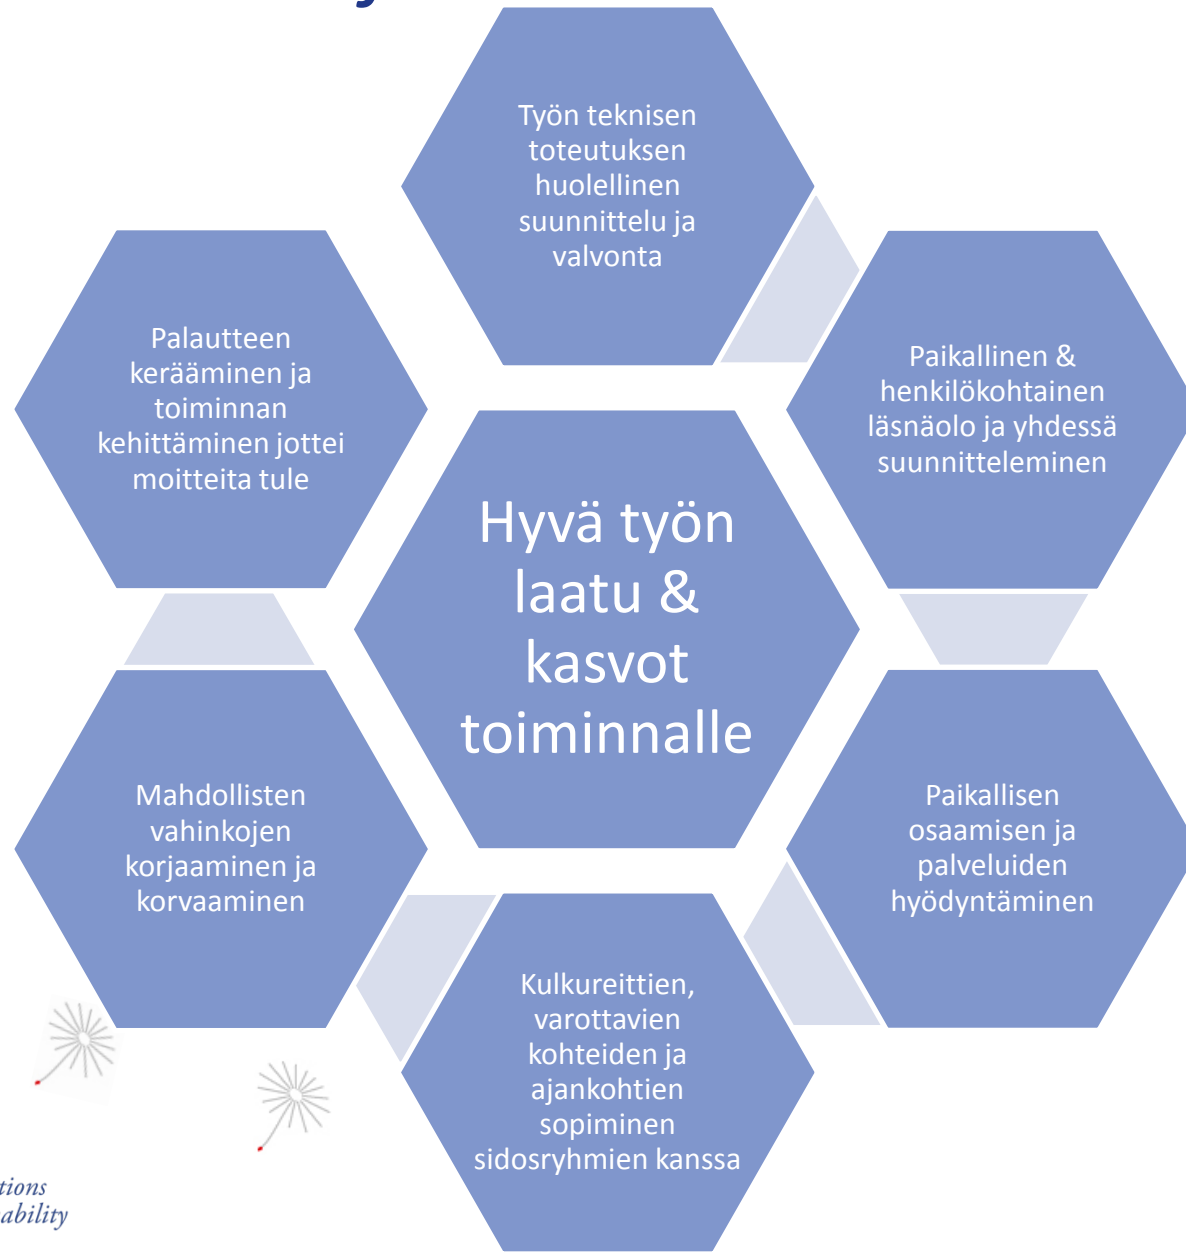 Työn teknisen
toteutuksen
huolellinen
suunnittelu ja
valvonta
Paikallinen &
henkilökohtainen
läsnäolo ja yhdessä
suunnitteleminen
Paikallisen
osaamisen ja
palveluiden
hyödyntäminen
Kulkureittien,
varottavien
kohteiden ja
ajankohtien
sopiminen
sidosryhmien kanssa
Mahdollisten
vahinkojen
korjaaminen ja
korvaaminen
Palautteen
kerääminen ja
toiminnan
kehittäminen jottei
moitteita tule
Hyvä työn
laatu &
kasvot
toiminnalle